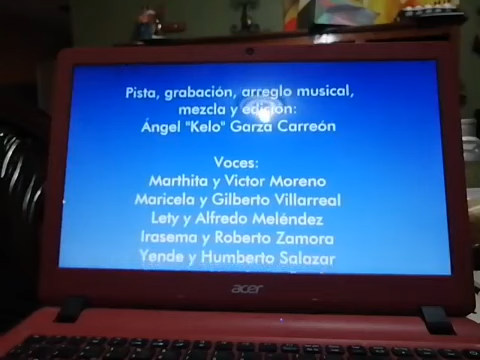 Pista, grabación, arreglo musical,
mezcla y edición:
Ángel "Kelo" Garza Carreón
Voces:
Marthita y Victor Moreno
Maricela y Gilberto Villarreal
Lety y Alfredo Meléndez
Irasema y Roberto Zamora
Yende y Humberto Salazar
acer